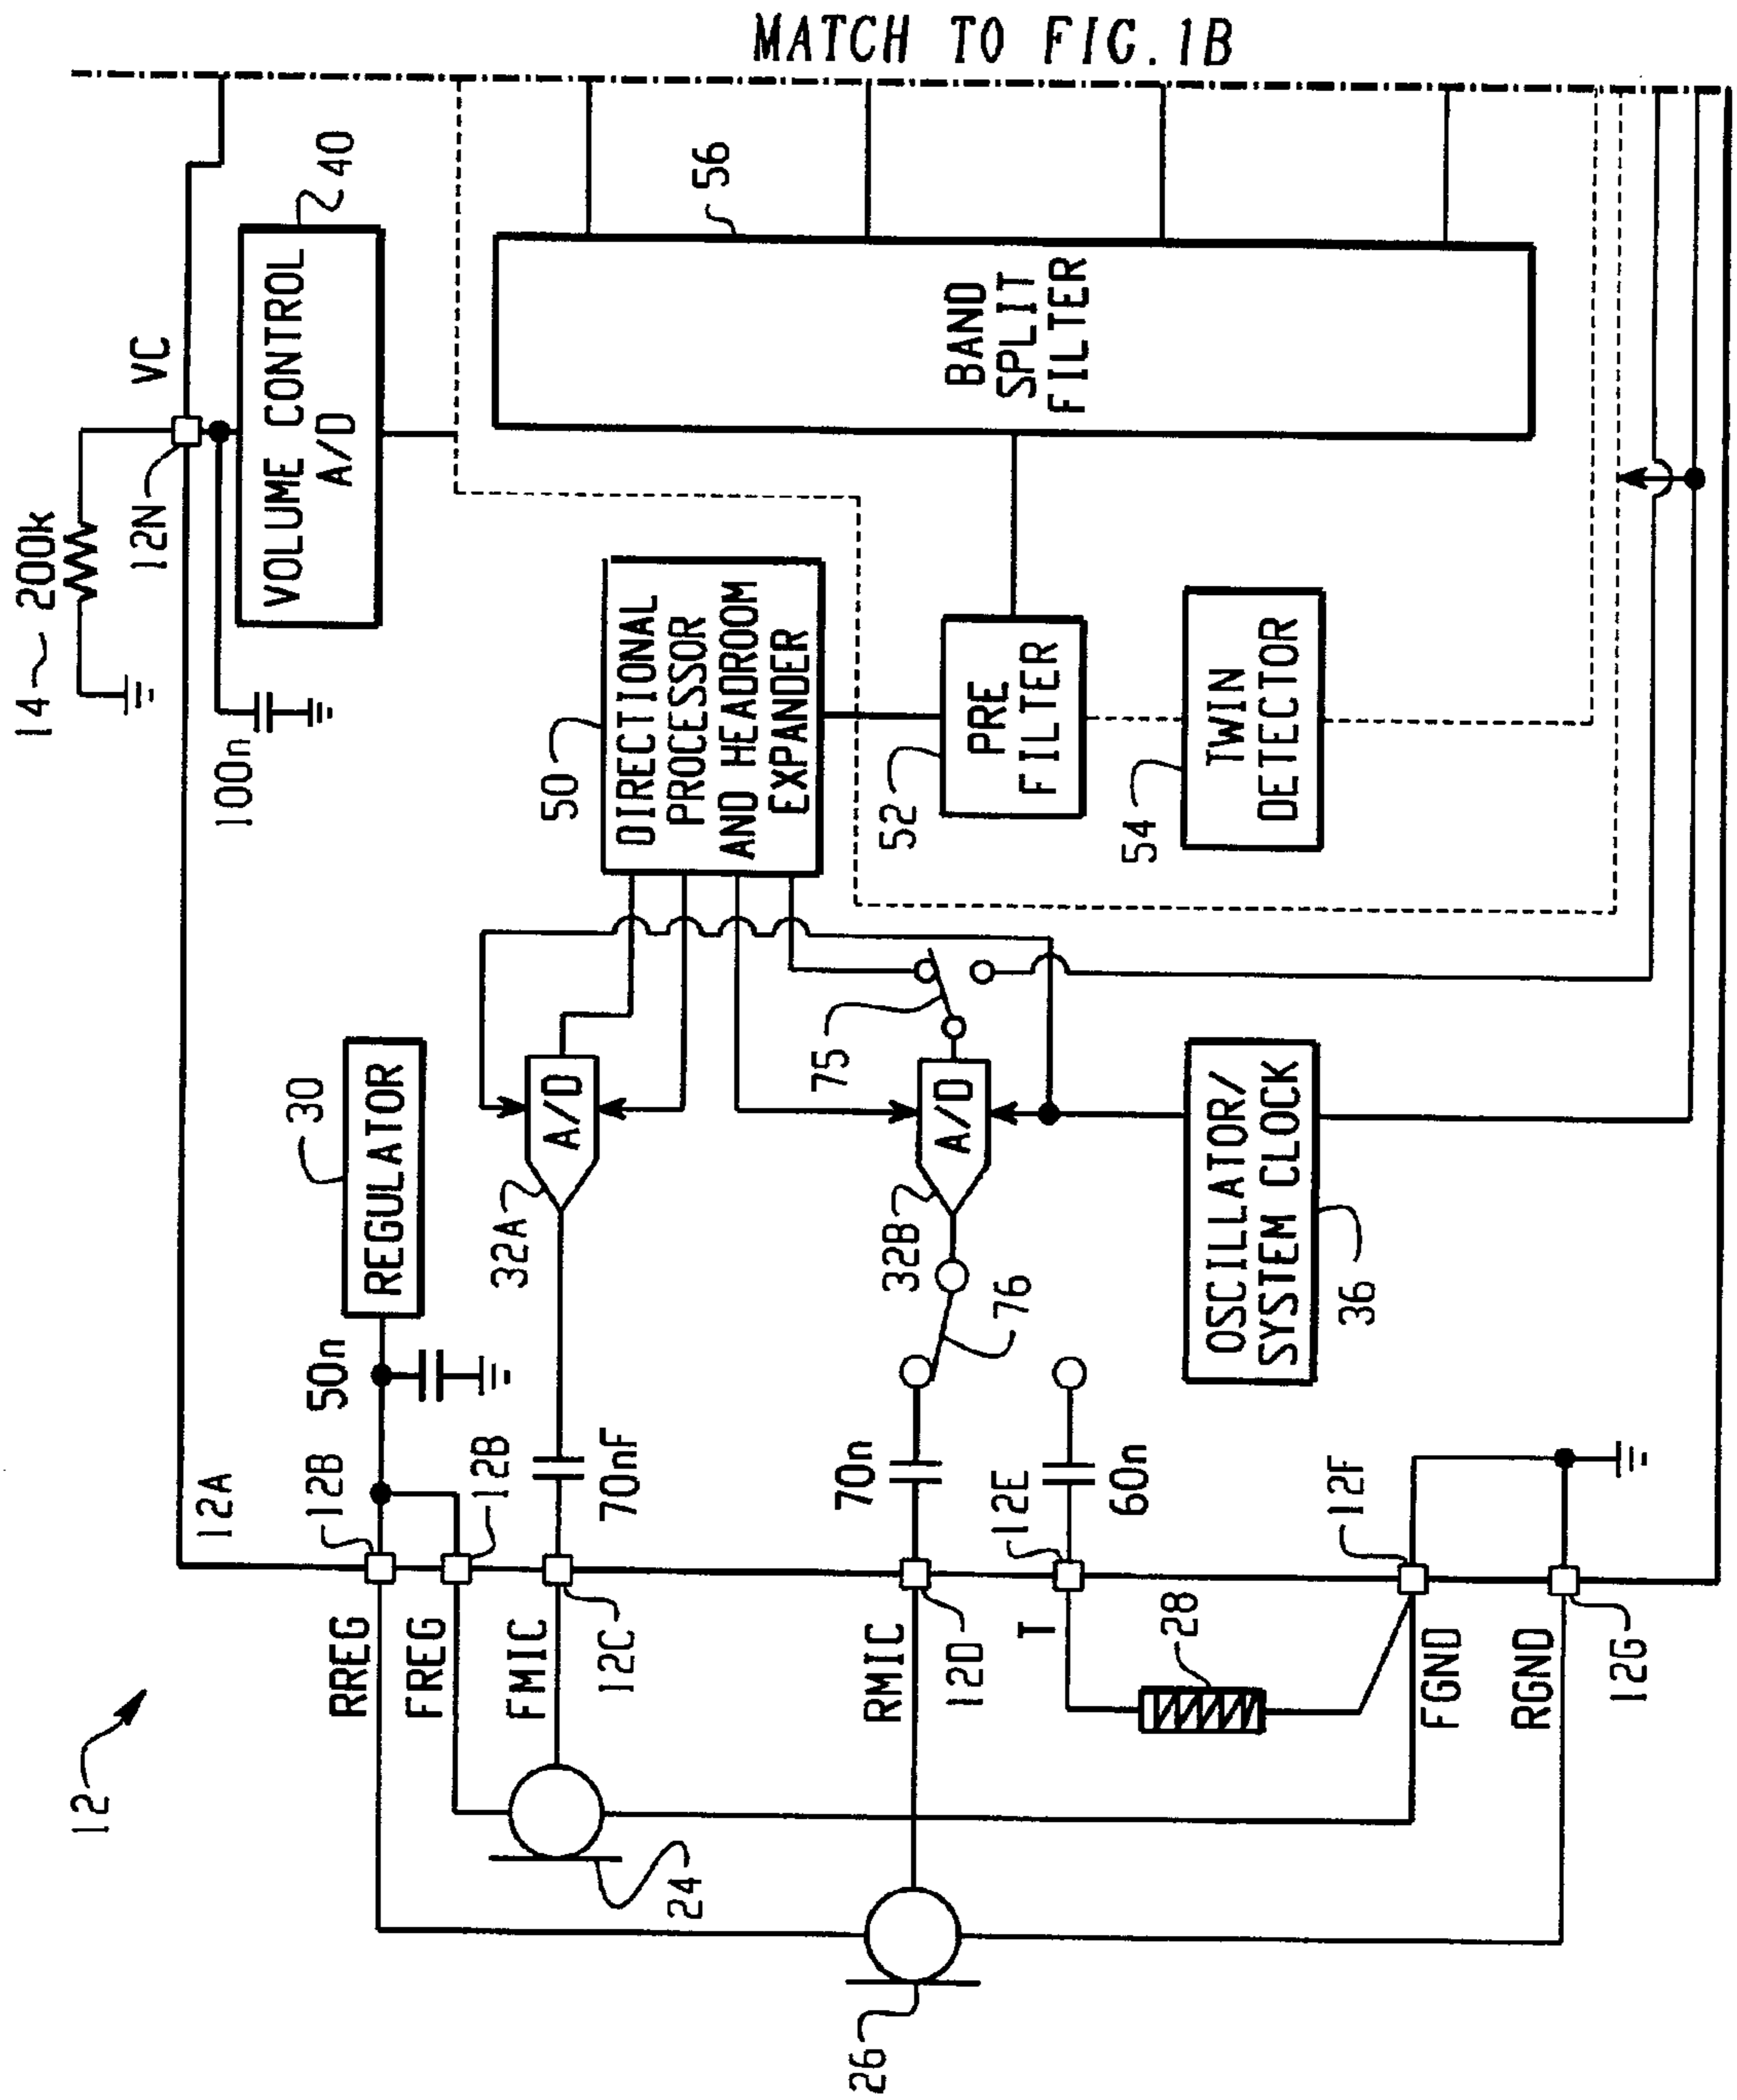 MATCH TO FIG.1B
14 200k
VC
12N
100n
40
VOLUME CONTROL
A/D
56
BAND
SPLIT
FILTER
50
DIRECTIONAL
PROCESSOR
AND HEADROOM
EXPANDER
52
PRE
FILTER
54
TWIN
DETECTOR
30
REGULATOR
50n
32A
A/D
75
32B
A/D
76
36
OSCILLATOR/
SYSTEM CLOCK
12A
12B
12B
70nF
70n
12E
60n
12F
RREG
FREG
FMIC
12C
RMIC
12D
T
28
FGND
RGND
12G
12
24
26